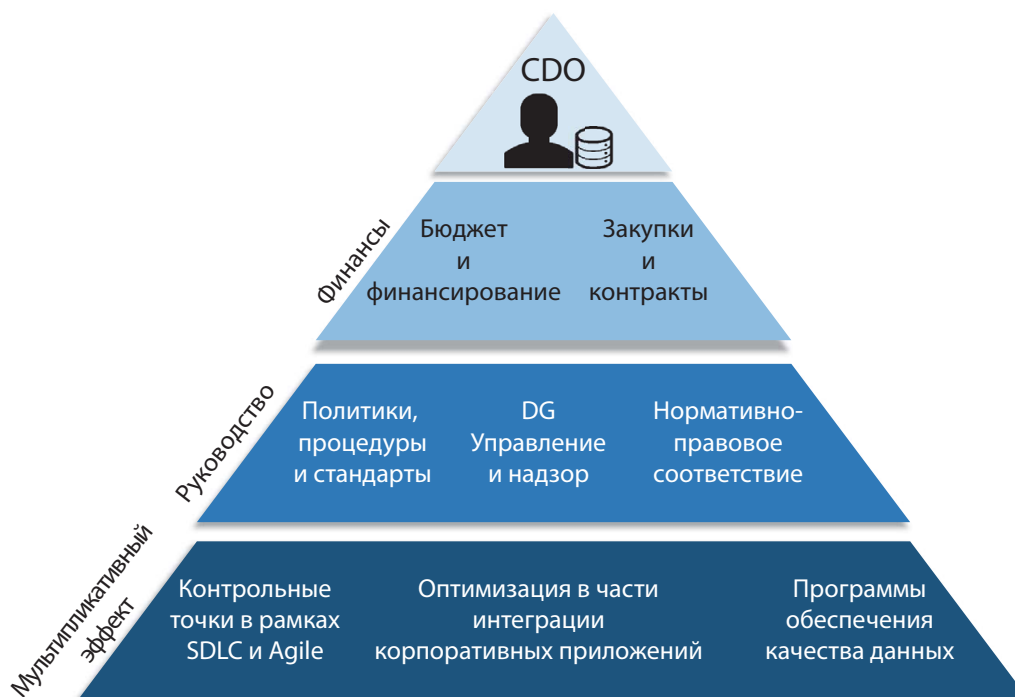 CDO
Финансы
Бюджет
и
финансирование
Закупки
и
контракты
Руководство
Политики,
процедуры
и стандарты
DG
Управление
и надзор
Нормативно-
правовое
соответствие
Мультипликативный
эффект
Контрольные
точки в рамках
SDLC и Agile
Оптимизация в части
интеграции
корпоративных приложений
Программы
обеспечения
качества данных